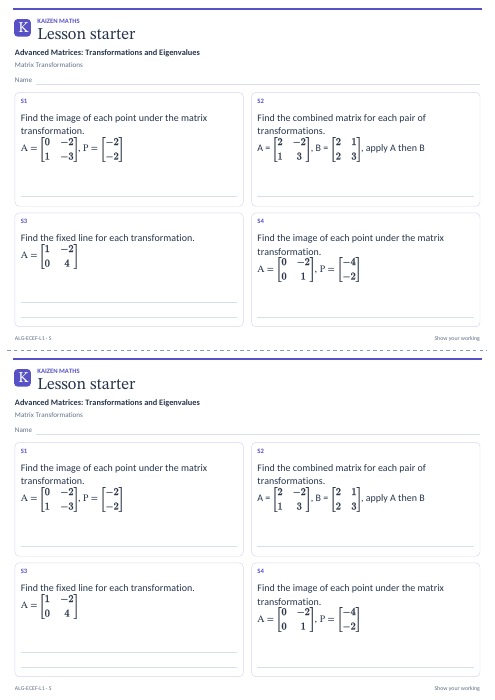 K
KAIZEN MATHS
Lesson starter
Advanced Matrices: Transformations and Eigenvalues
Matrix Transformations
Name
S1
Find the image of each point under the matrix
transformation.
A = [0 −2; 1 −3], P = [−2; −2]
S2
Find the combined matrix for each pair of
transformations.
A = [2 −2; 1 3], B = [2 1; 2 3], apply A then B
S3
Find the fixed line for each transformation.
A = [1 −2; 0 4]
S4
Find the image of each point under the matrix
transformation.
A = [0 −2; 0 1], P = [−4; −2]
ALG-ECEF-L1 · S
Show your working
K
KAIZEN MATHS
Lesson starter
Advanced Matrices: Transformations and Eigenvalues
Matrix Transformations
Name
S1
Find the image of each point under the matrix
transformation.
A = [0 −2; 1 −3], P = [−2; −2]
S2
Find the combined matrix for each pair of
transformations.
A = [2 −2; 1 3], B = [2 1; 2 3], apply A then B
S3
Find the fixed line for each transformation.
A = [1 −2; 0 4]
S4
Find the image of each point under the matrix
transformation.
A = [0 −2; 0 1], P = [−4; −2]
ALG-ECEF-L1 · S
Show your working